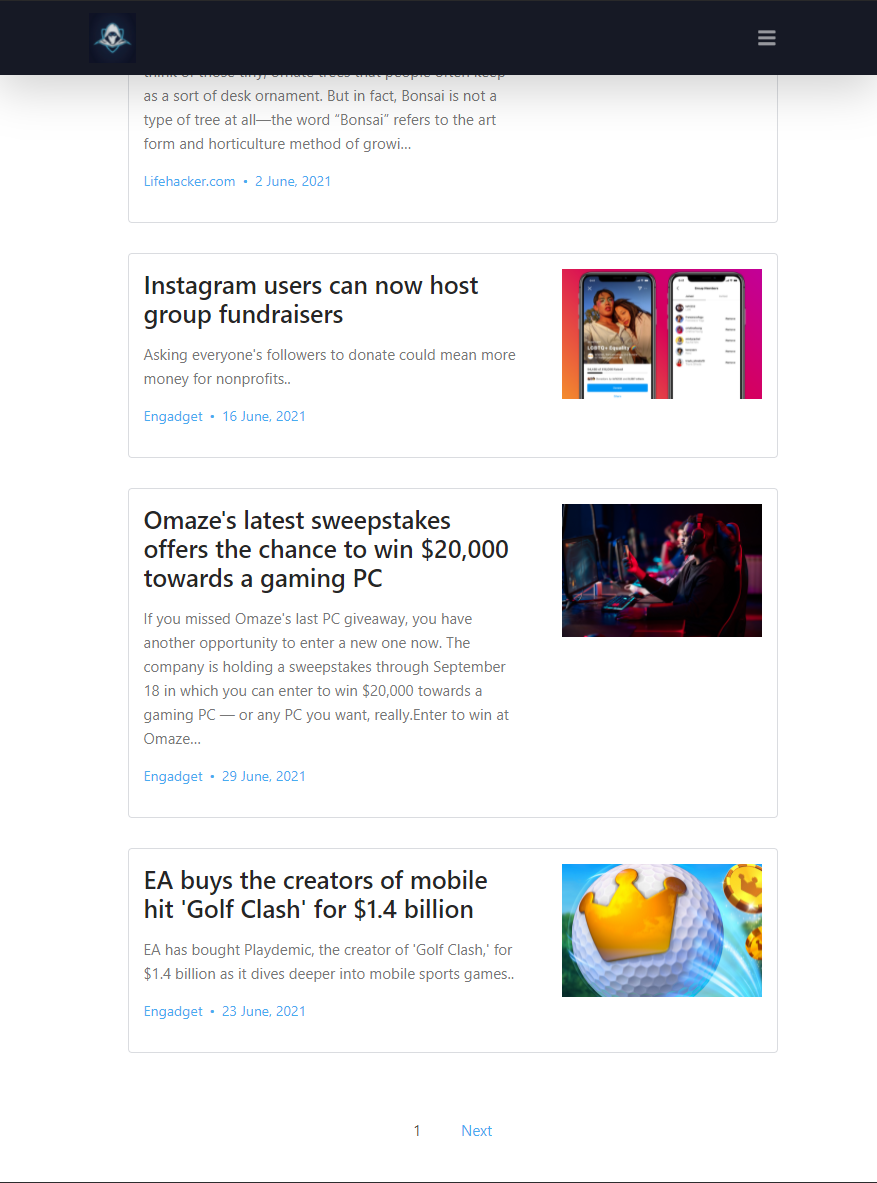 as a sort of desk ornament. But in fact, Bonsai is not a
type of tree at all—the word “Bonsai” refers to the art
form and horticulture method of growi...
Lifehacker.com • 2 June, 2021
Instagram users can now host
group fundraisers
Asking everyone's followers to donate could mean more
money for nonprofits..
Engadget • 16 June, 2021
Omaze's latest sweepstakes
offers the chance to win $20,000
towards a gaming PC
If you missed Omaze's last PC giveaway, you have
another opportunity to enter a new one now. The
company is holding a sweepstakes through September
18 in which you can enter to win $20,000 towards a
gaming PC — or any PC you want, really.Enter to win at
Omaze...
Engadget • 29 June, 2021
EA buys the creators of mobile
hit 'Golf Clash' for $1.4 billion
EA has bought Playdemic, the creator of 'Golf Clash,' for
$1.4 billion as it dives deeper into mobile sports games..
Engadget • 23 June, 2021
1 Next